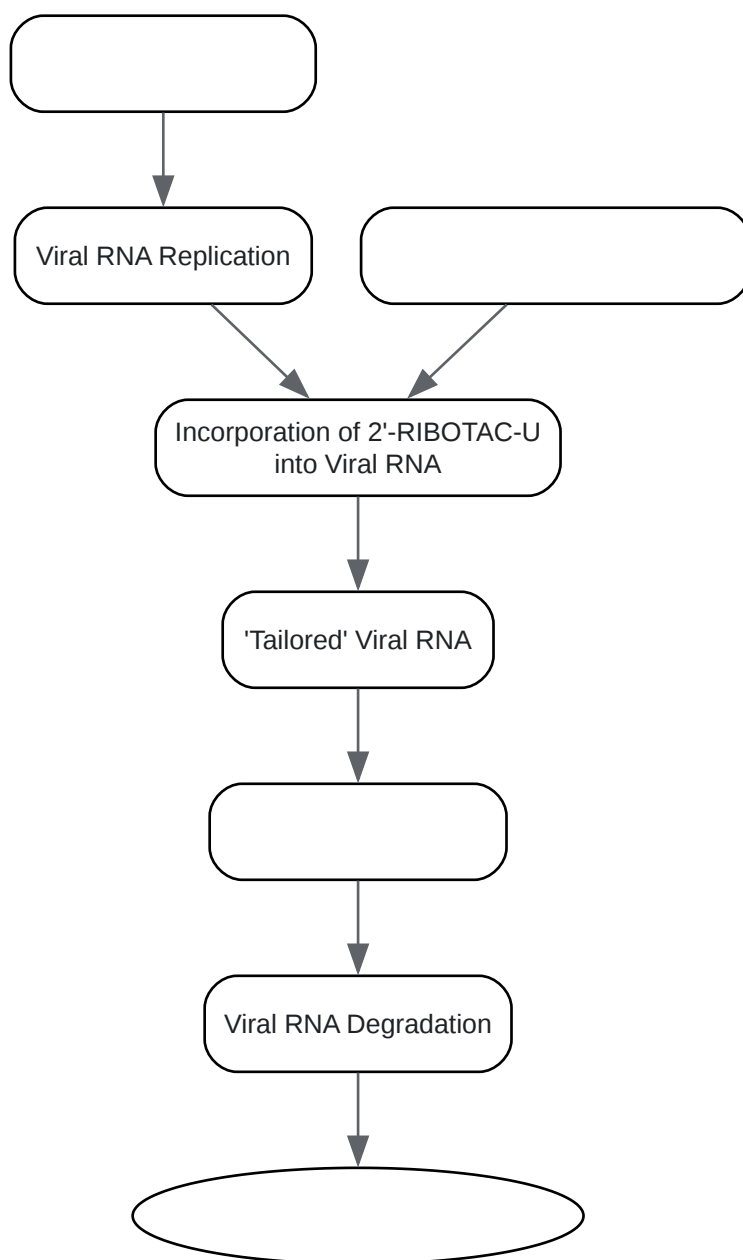 Viral RNA Replication
Incorporation of 2'-RIBOTAC-U
into Viral RNA
'Tailored' Viral RNA
Viral RNA Degradation